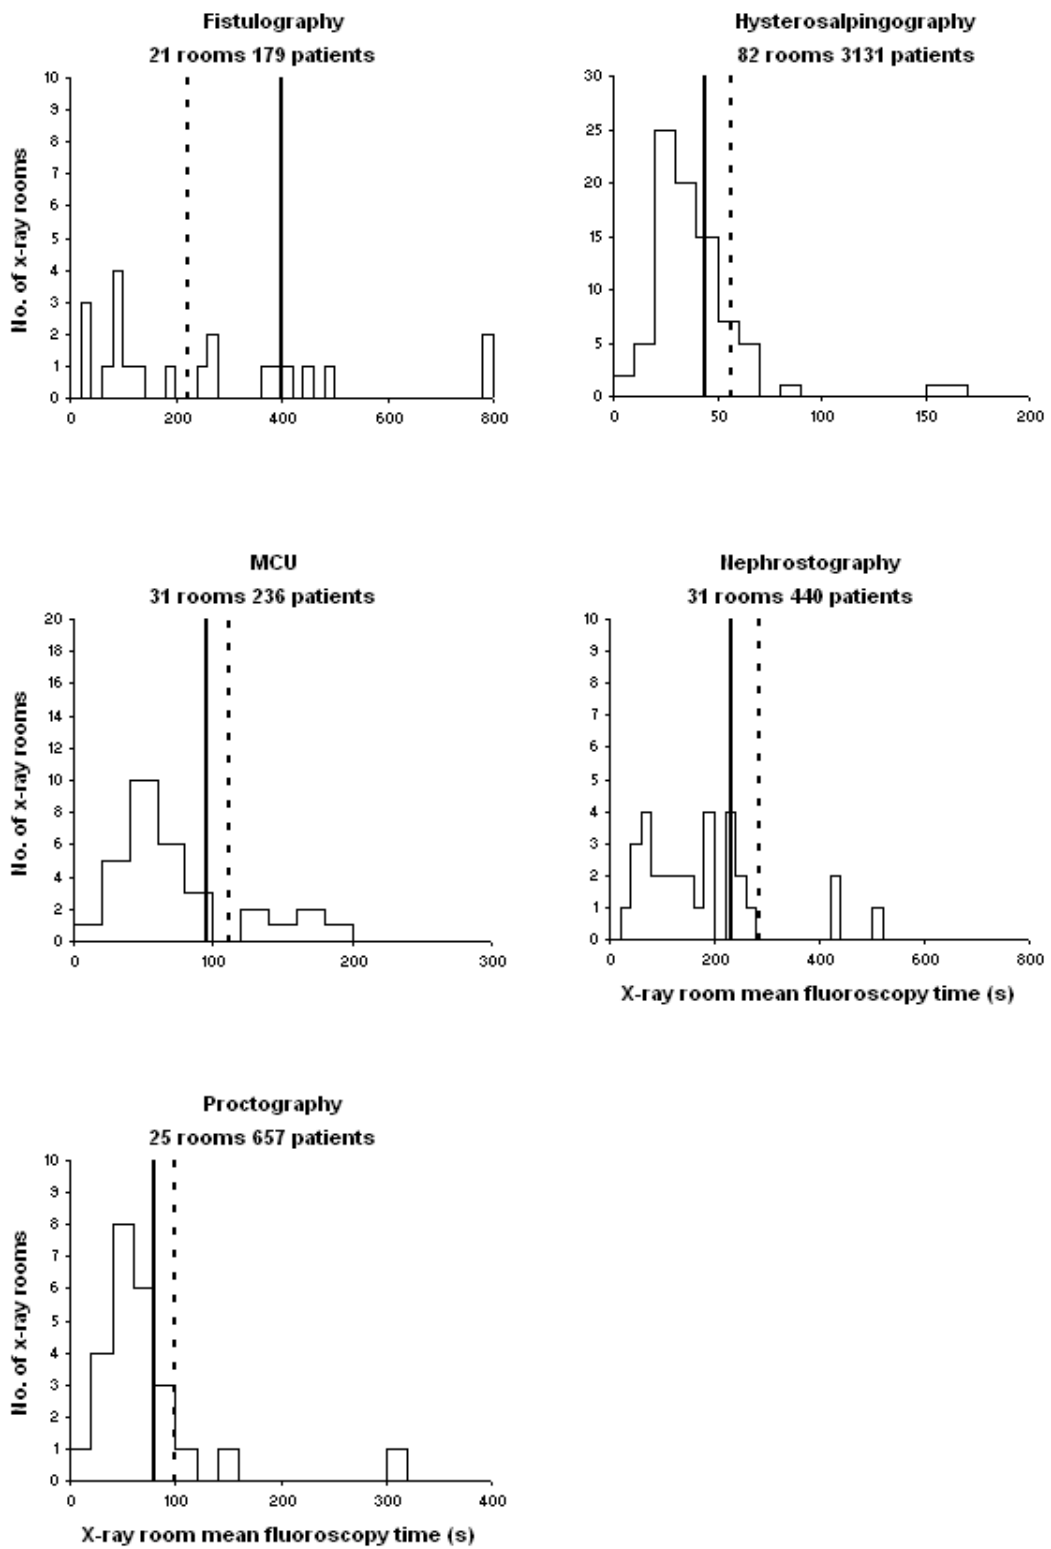 Fistulography
21 rooms 179 patients
No. of x-ray rooms
10
9
8
7
6
5
4
3
2
1
0
0 200 400 600 800
Hysterosalpingography
82 rooms 3131 patients
30
25
20
15
10
5
0
0 50 100 150 200
MCU
31 rooms 236 patients
No. of x-ray rooms
20
18
16
14
12
10
8
6
4
2
0
0 100 200 300
Nephrostography
31 rooms 440 patients
10
9
8
7
6
5
4
3
2
1
0
0 200 400 600 800
X-ray room mean fluoroscopy time (s)
Proctography
25 rooms 657 patients
No. of x-ray rooms
10
9
8
7
6
5
4
3
2
1
0
0 100 200 300 400
X-ray room mean fluoroscopy time (s)